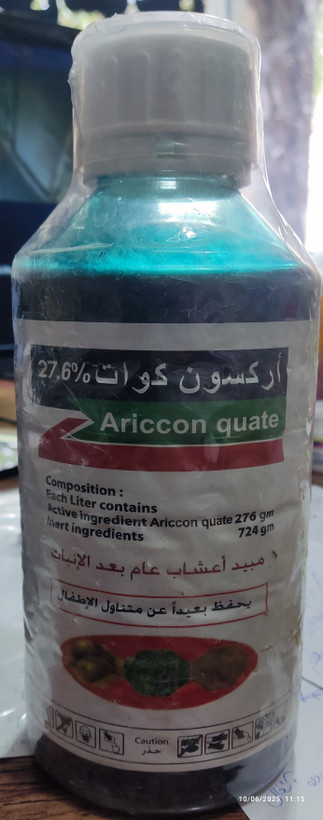 أركسون كوات 27.6%
Ariccon quate
Composition :
Each Liter contains
Active ingredient Ariccon quate 276 gm
Inert ingredients 724 gm
مبيد أعشاب عام بعد الإنبات
يحفظ بعيداً عن متناول الإطفال
Caution
حذر
10/06/2025 11:15